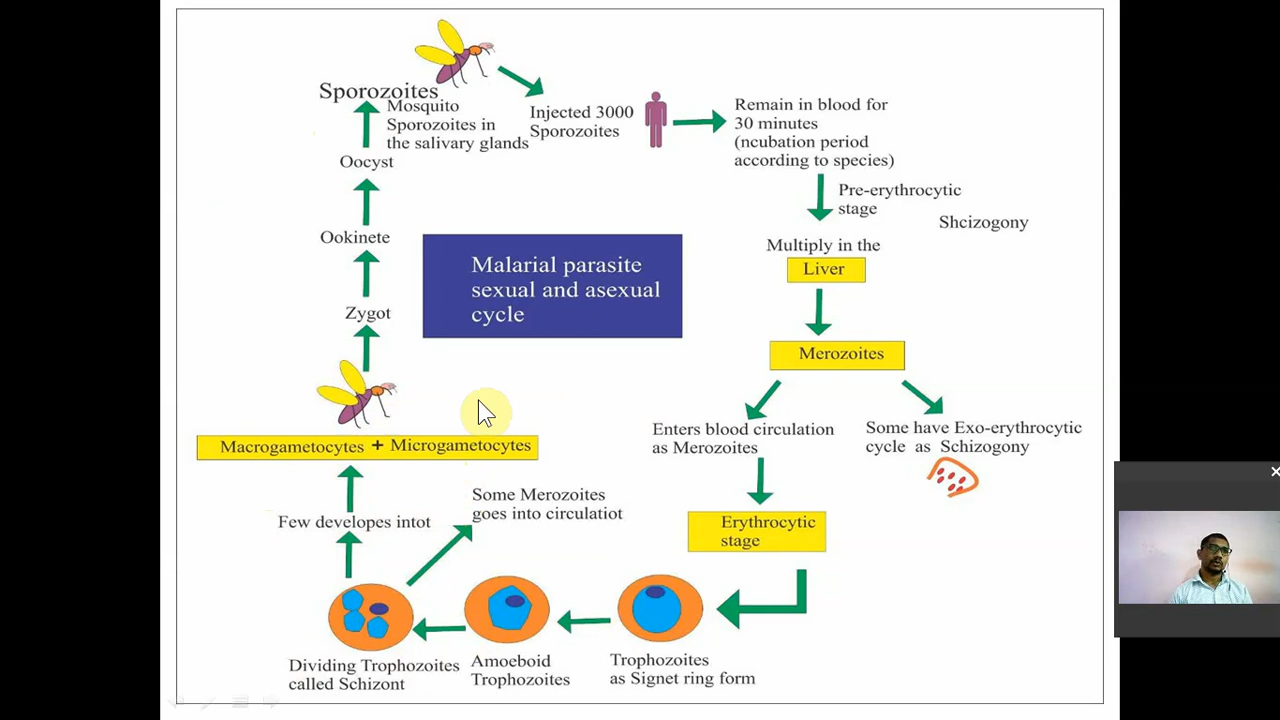 Sporozoites
Mosquito
Sporozoites in
the salivary glands
Injected 3000
Sporozoites
Remain in blood for
30 minutes
(ncubation period
according to species)
Pre-erythrocytic
stage
Shcizogony
Multiply in the
Liver
Merozoites
Enters blood circulation
as Merozoites
Some have Exo-erythrocytic
cycle as Schizogony
Erythrocytic
stage
Trophozoites
as Signet ring form
Amoeboid
Trophozoites
Dividing Trophozoites
called Schizont
Some Merozoites
goes into circulatiot
Few developes intot
Macrogametocytes + Microgametocytes
Zygot
Ookinete
Oocyst
Malarial parasite
sexual and asexual
cycle